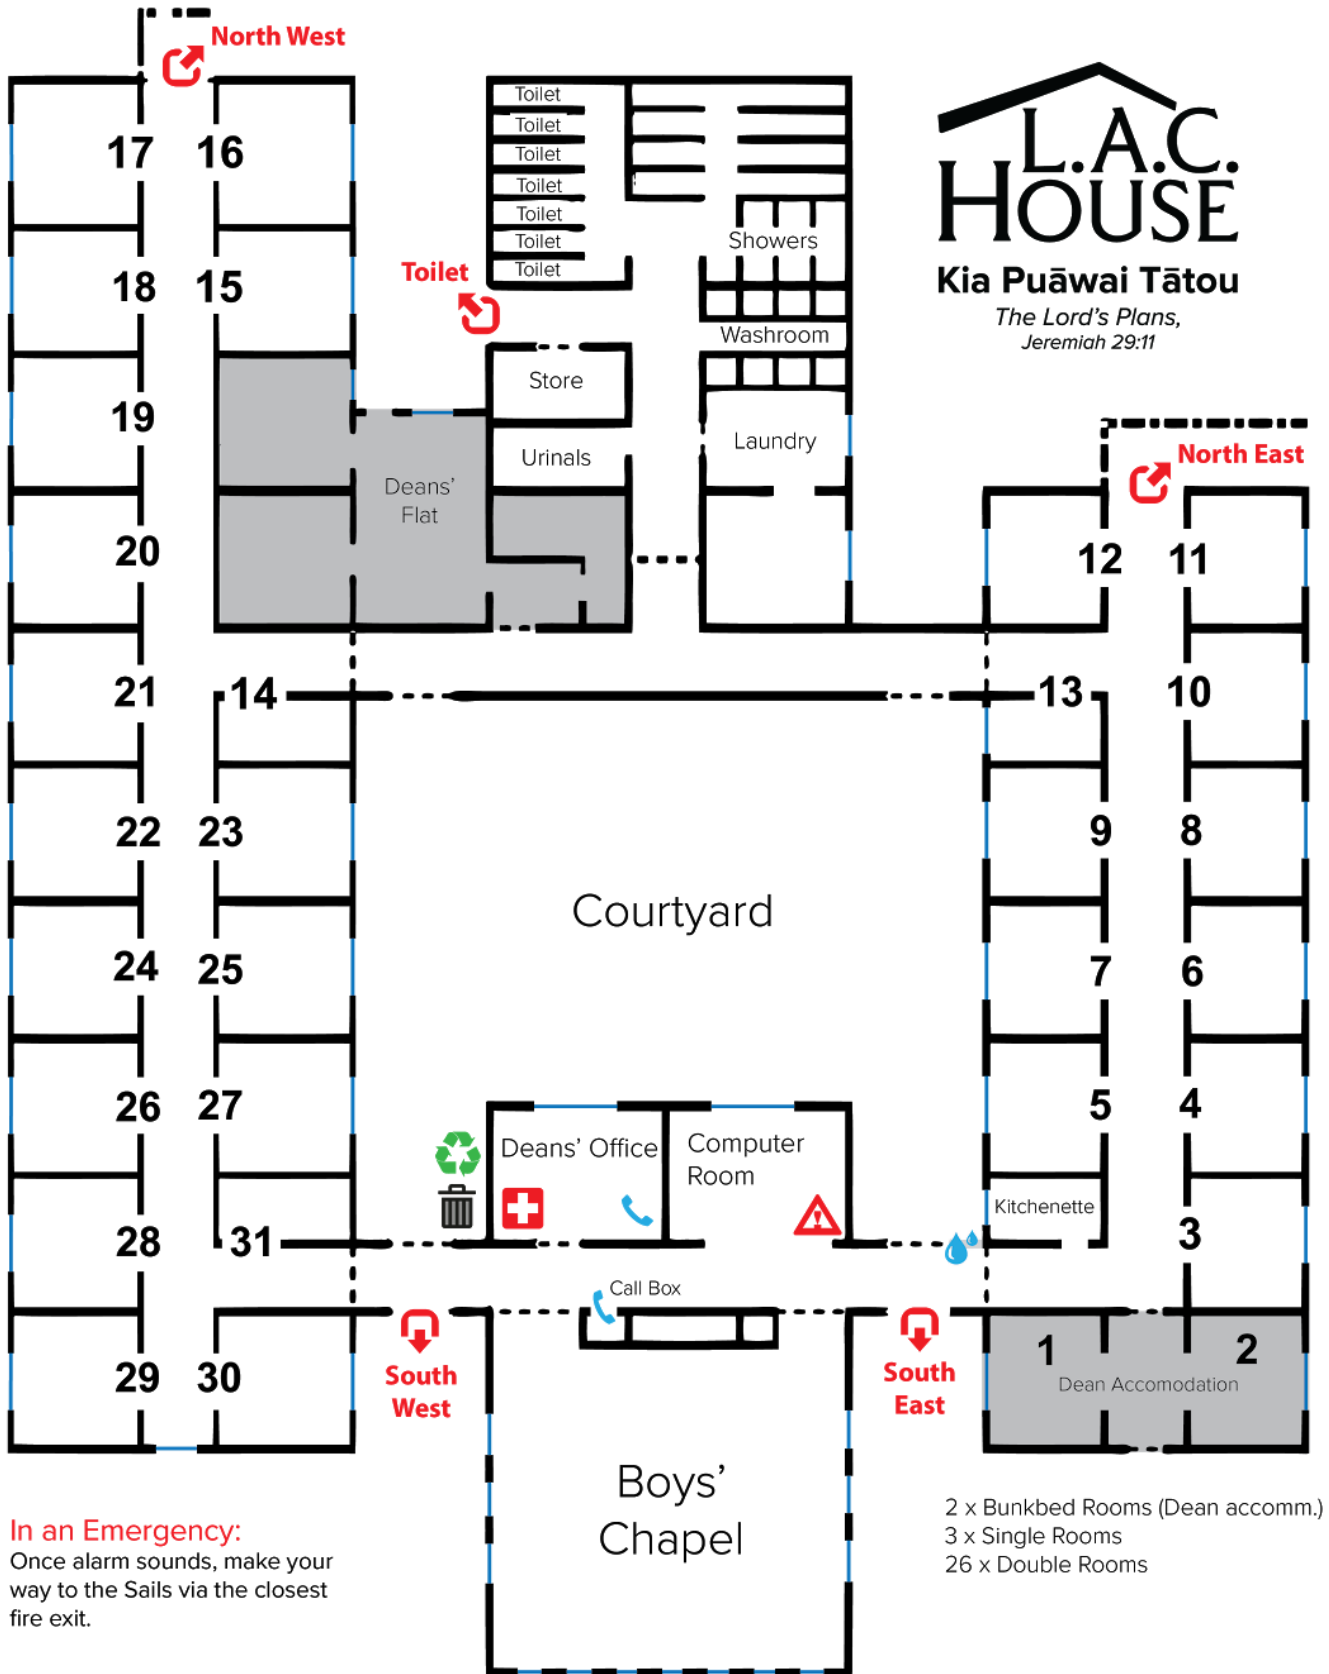 North West
17
16
18
15
19
20
21
14
22
23
24
25
26
27
28
31
29
30
Toilet
Toilet
Toilet
Toilet
Toilet
Toilet
Toilet
Toilet
Showers
Washroom
Store
Urinals
Laundry
Deans'
Flat
L.A.C.
HOUSE
Kia Puāwai Tātou
The Lord's Plans,
Jeremiah 29:11
North East
12
11
13
10
9
8
7
6
5
4
Kitchenette
3
1
2
Dean Accomodation
Courtyard
Deans' Office
Computer
Room
Call Box
South
West
South
East
Boys'
Chapel
In an Emergency:
Once alarm sounds, make your
way to the Sails via the closest
fire exit.
2 x Bunkbed Rooms (Dean accomm.)
3 x Single Rooms
26 x Double Rooms